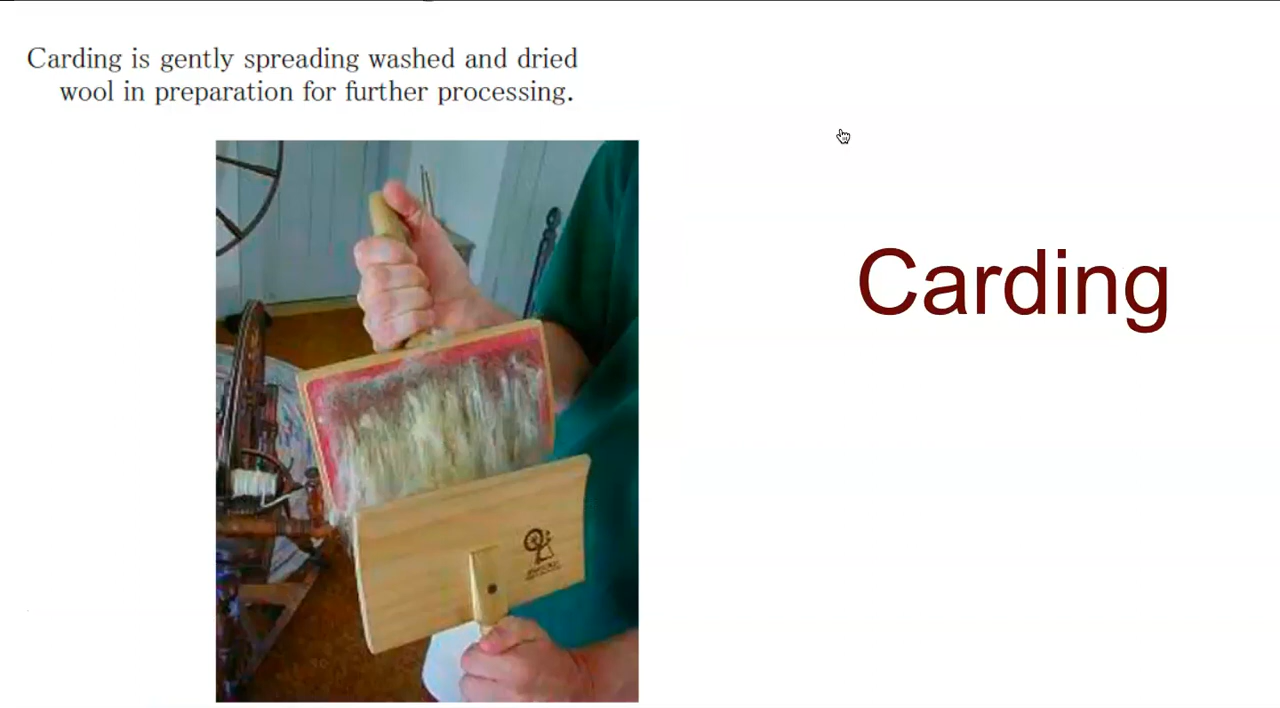 Carding is gently spreading washed and dried
wool in preparation for further processing.
Carding